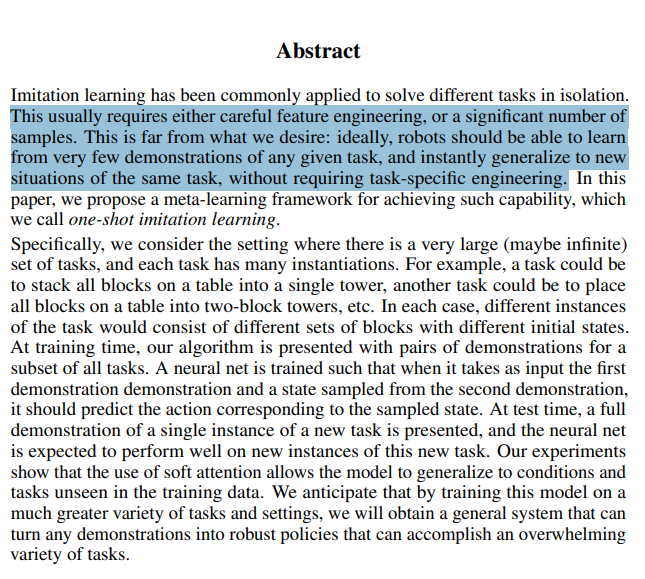 Abstract
Imitation learning has been commonly applied to solve different tasks in isolation.
This usually requires either careful feature engineering, or a significant number of
samples. This is far from what we desire: ideally, robots should be able to learn
from very few demonstrations of any given task, and instantly generalize to new
situations of the same task, without requiring task-specific engineering. In this
paper, we propose a meta-learning framework for achieving such capability, which
we call one-shot imitation learning.
Specifically, we consider the setting where there is a very large (maybe infinite)
set of tasks, and each task has many instantiations. For example, a task could be
to stack all blocks on a table into a single tower, another task could be to place
all blocks on a table into two-block towers, etc. In each case, different instances
of the task would consist of different sets of blocks with different initial states.
At training time, our algorithm is presented with pairs of demonstrations for a
subset of all tasks. A neural net is trained such that when it takes as input the first
demonstration demonstration and a state sampled from the second demonstration,
it should predict the action corresponding to the sampled state. At test time, a full
demonstration of a single instance of a new task is presented, and the neural net
is expected to perform well on new instances of this new task. Our experiments
show that the use of soft attention allows the model to generalize to conditions and
tasks unseen in the training data. We anticipate that by training this model on a
much greater variety of tasks and settings, we will obtain a general system that can
turn any demonstrations into robust policies that can accomplish an overwhelming
variety of tasks.